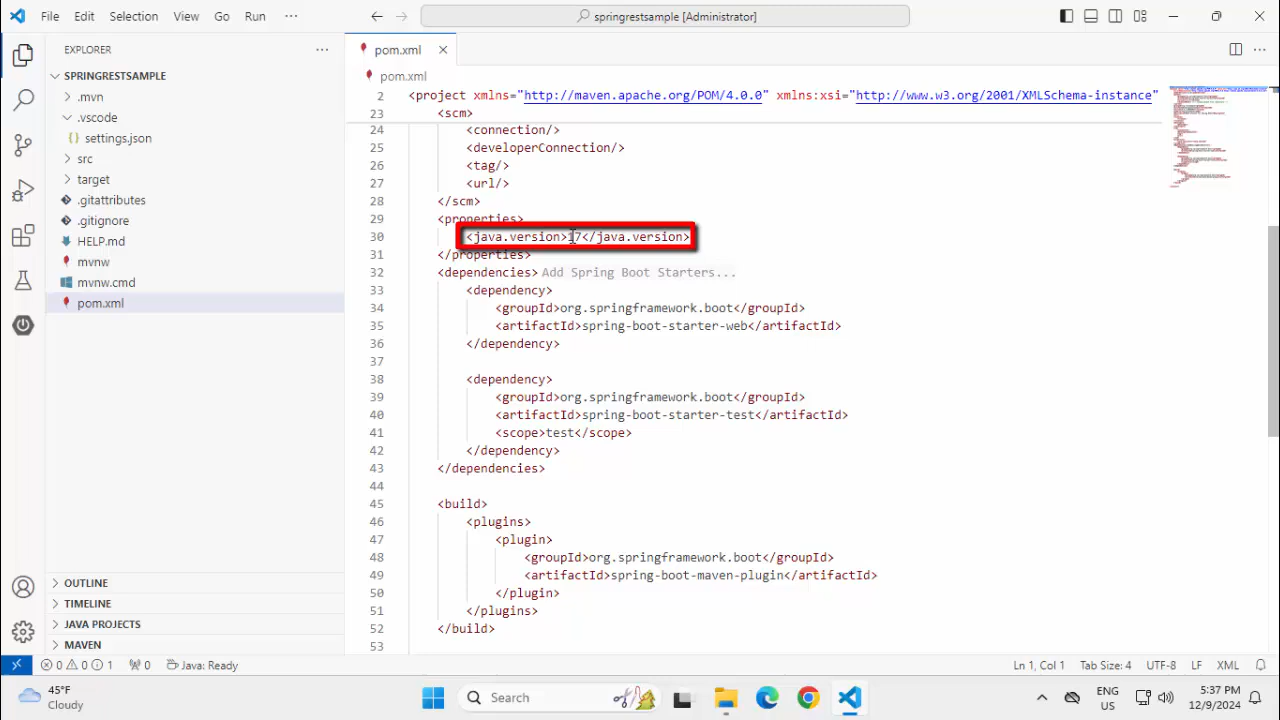 File Edit Selection View Go Run ···
springrestsample [Administrator]
EXPLORER
SPRINGRESTSAMPLE
.mvn
.vscode
settings.json
src
target
.gitattributes
.gitignore
HELP.md
mvnw
mvnw.cmd
pom.xml
OUTLINE
TIMELINE
JAVA PROJECTS
MAVEN
pom.xml
pom.xml
2 <project xmlns="http://maven.apache.org/POM/4.0.0" xmlns:xsi="http://www.w3.org/2001/XMLSchema-instance"
23 <scm>
24 <connection/>
25 <developerConnection/>
26 <tag/>
27 <url/>
28 </scm>
29 <properties>
30 <java.version>17</java.version>
31 </properties>
32 <dependencies> Add Spring Boot Starters...
33 <dependency>
34 <groupId>org.springframework.boot</groupId>
35 <artifactId>spring-boot-starter-web</artifactId>
36 </dependency>
37
38 <dependency>
39 <groupId>org.springframework.boot</groupId>
40 <artifactId>spring-boot-starter-test</artifactId>
41 <scope>test</scope>
42 </dependency>
43 </dependencies>
44
45 <build>
46 <plugins>
47 <plugin>
48 <groupId>org.springframework.boot</groupId>
49 <artifactId>spring-boot-maven-plugin</artifactId>
50 </plugin>
51 </plugins>
52 </build>
53
0 0 1 0 Java: Ready Ln 1, Col 1 Tab Size: 4 UTF-8 LF XML
45°F
Cloudy
Search
ENG
US
5:37 PM
12/9/2024